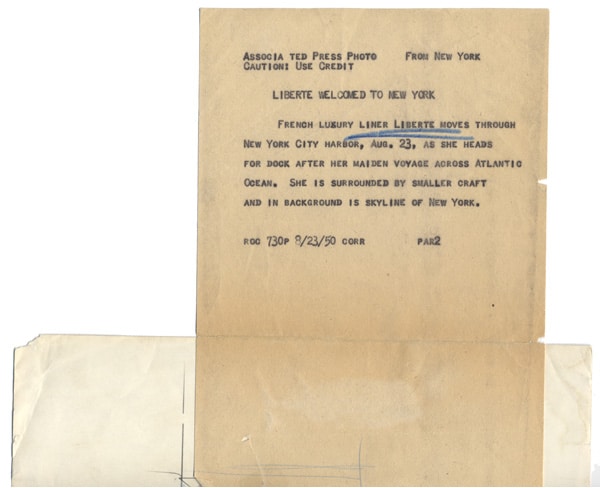 ASSOCIA TED PRESS PHOTO FROM NEW YORK
CAUTION: USE CREDIT
LIBERTE WELCOMED TO NEW YORK
FRENCH LUXURY LINER LIBERTE MOVES THROUGH
NEW YORK CITY HARBOR, AUG. 23, AS SHE HEADS
FOR DOCK AFTER HER MAIDEN VOYAGE ACROSS ATLANTIC
OCEAN. SHE IS SURROUNDED BY SMALLER CRAFT
AND IN BACKGROUND IS SKYLINE OF NEW YORK.
ROC 730P 8/23/50 CORR PAR2